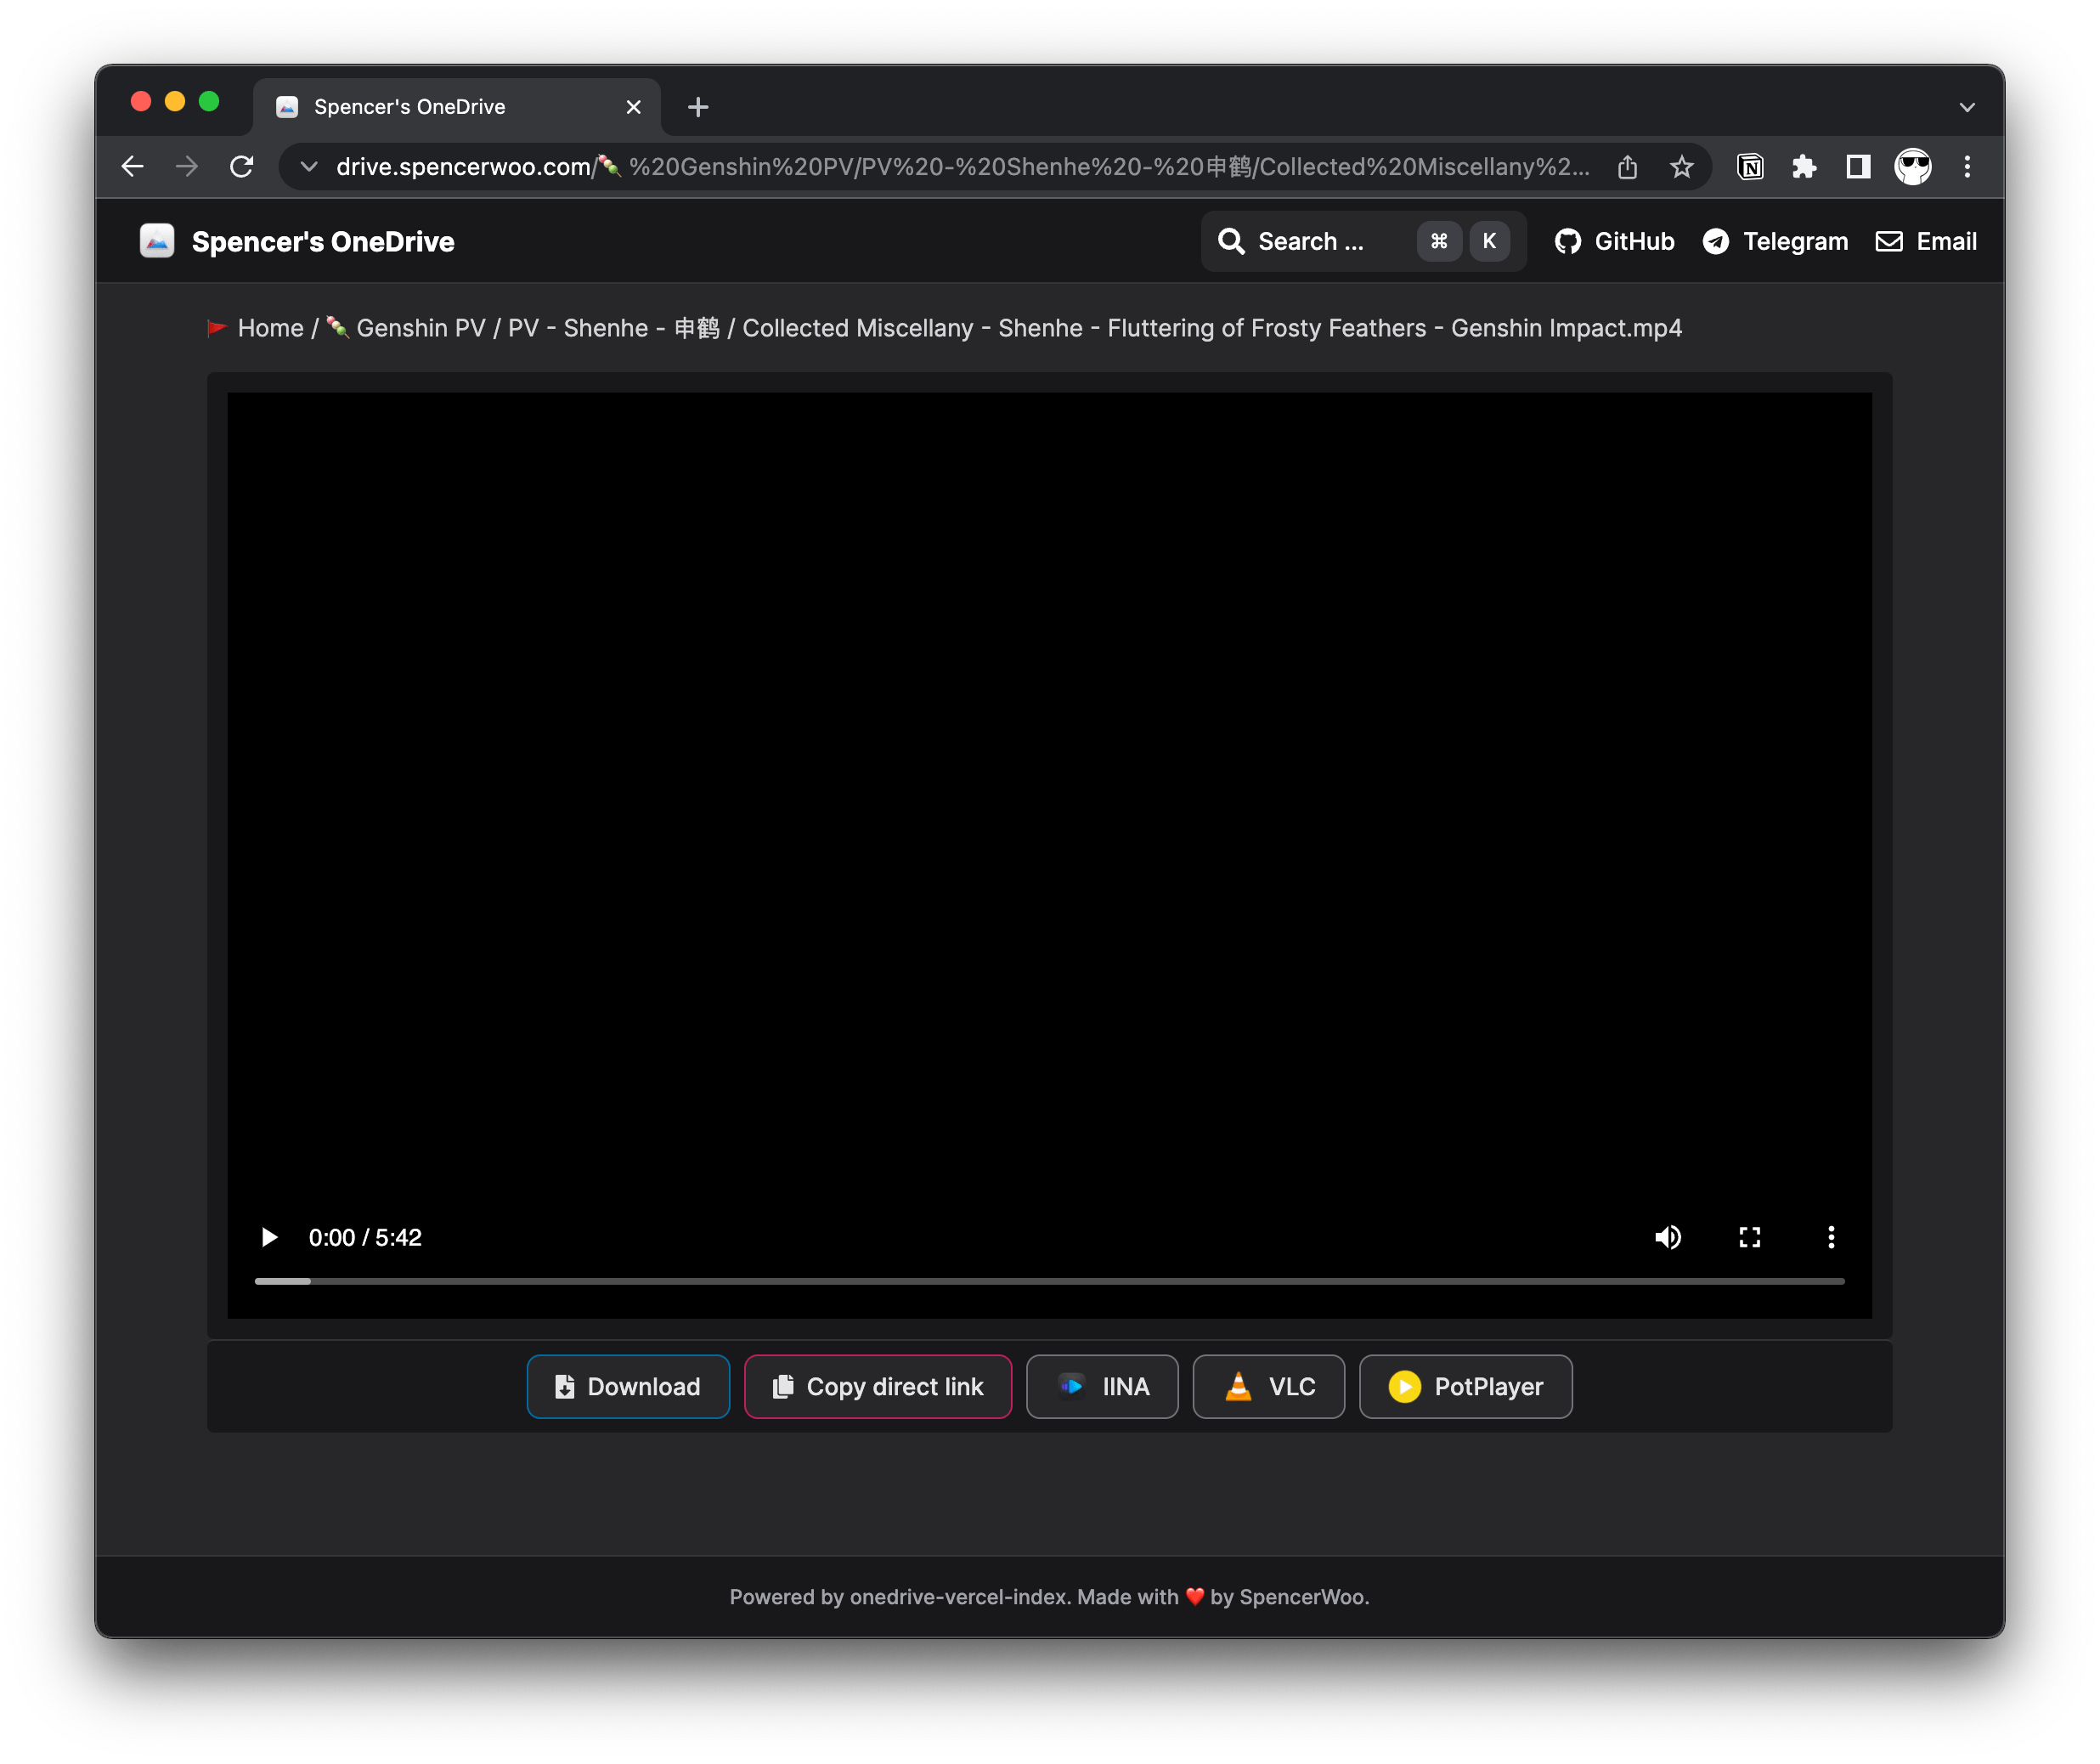 Spencer's OneDrive
drive.spencerwoo.com/🍡%20Genshin%20PV/PV%20-%20Shenhe%20-%20申鹤/Collected%20Miscellany%2...
Spencer's OneDrive
Search ... ⌘ K GitHub Telegram Email
🚩 Home / 🍡 Genshin PV / PV - Shenhe - 申鹤 / Collected Miscellany - Shenhe - Fluttering of Frosty Feathers - Genshin Impact.mp4
0:00 / 5:42
Download Copy direct link IINA VLC PotPlayer
Powered by onedrive-vercel-index. Made with ❤️ by SpencerWoo.